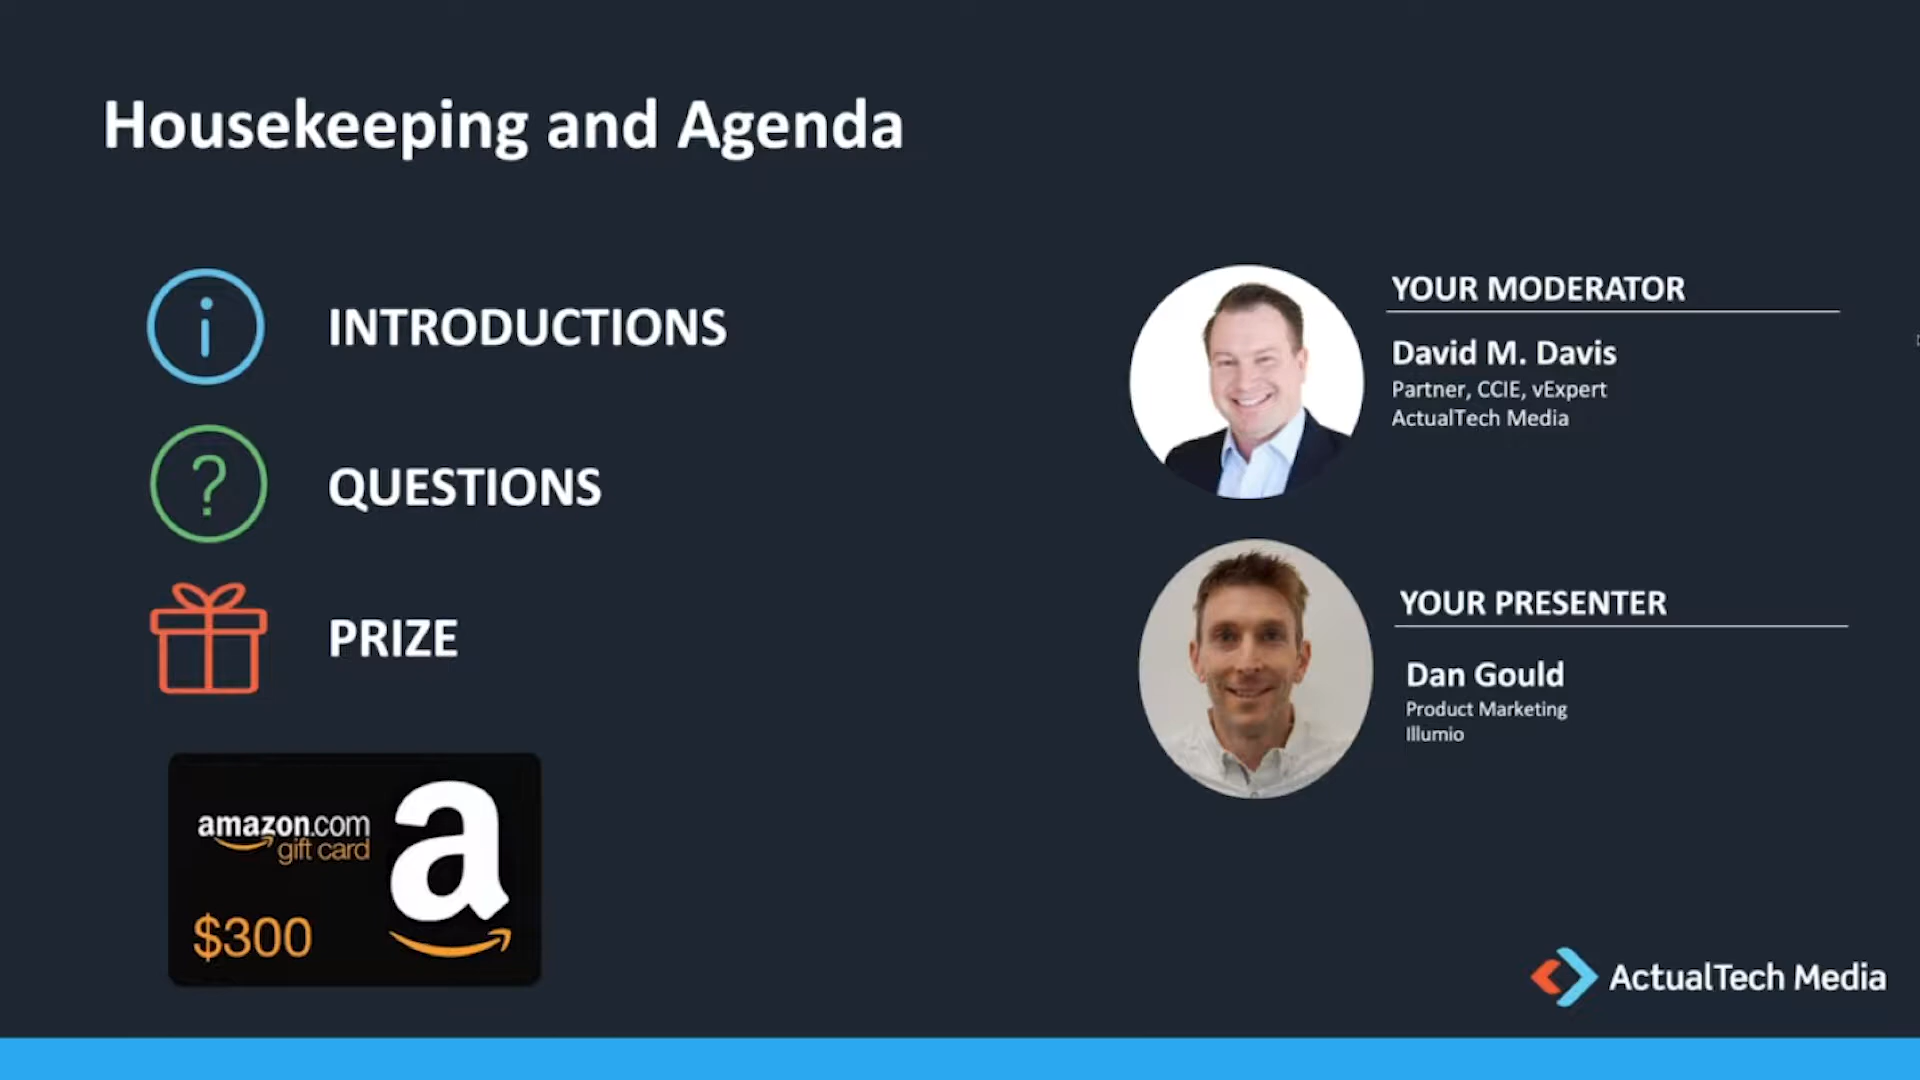 Housekeeping and Agenda
i
INTRODUCTIONS
?
QUESTIONS
PRIZE
amazon.com
gift card
a
$300
YOUR MODERATOR
David M. Davis
Partner, CCIE, vExpert
ActualTech Media
YOUR PRESENTER
Dan Gould
Product Marketing
Illumio
ActualTech Media